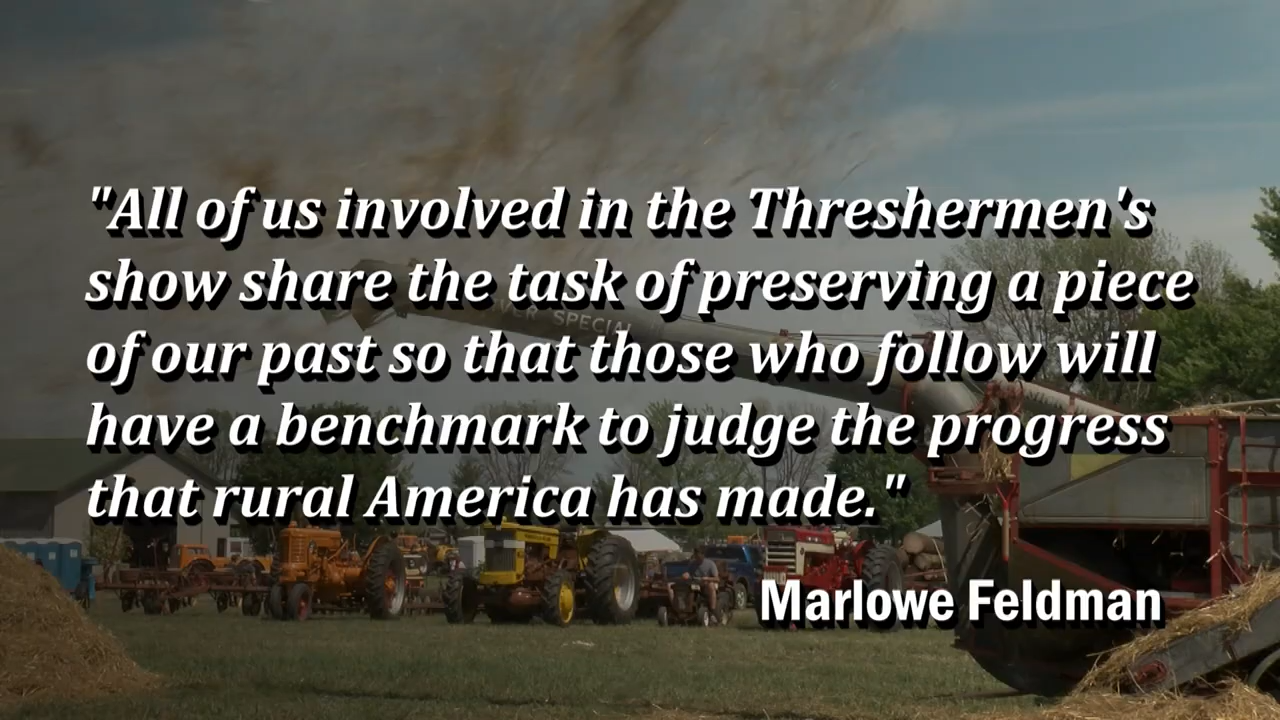 "All of us involved in the Threshermen's
show share the task of preserving a piece
of our past so that those who follow will
have a benchmark to judge the progress
that rural America has made."
Marlowe Feldman
SPECIAL